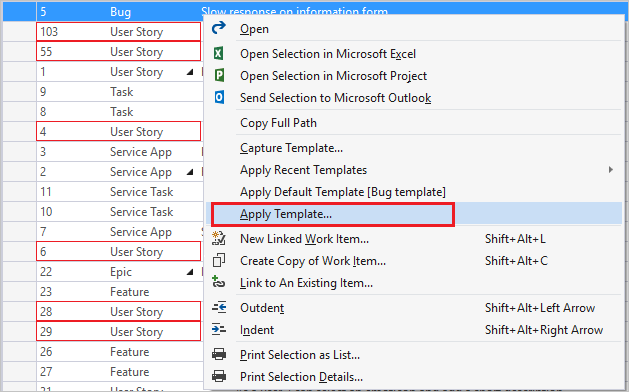 5 Bug Slow response on information form
103 User Story
55 User Story
1 User Story
9 Task
8 Task
4 User Story
3 Service App
2 Service App
11 Service Task
10 Service Task
7 Service App
6 User Story
22 Epic
23 Feature
28 User Story
29 User Story
26 Feature
27 Feature
21 User Story
Open
Open Selection in Microsoft Excel
Open Selection in Microsoft Project
Send Selection to Microsoft Outlook
Copy Full Path
Capture Template...
Apply Recent Templates
Apply Default Template [Bug template]
Apply Template...
New Linked Work Item... Shift+Alt+L
Create Copy of Work Item... Shift+Alt+C
Link to An Existing Item...
Outdent Shift+Alt+Left Arrow
Indent Shift+Alt+Right Arrow
Print Selection as List...
Print Selection Details...